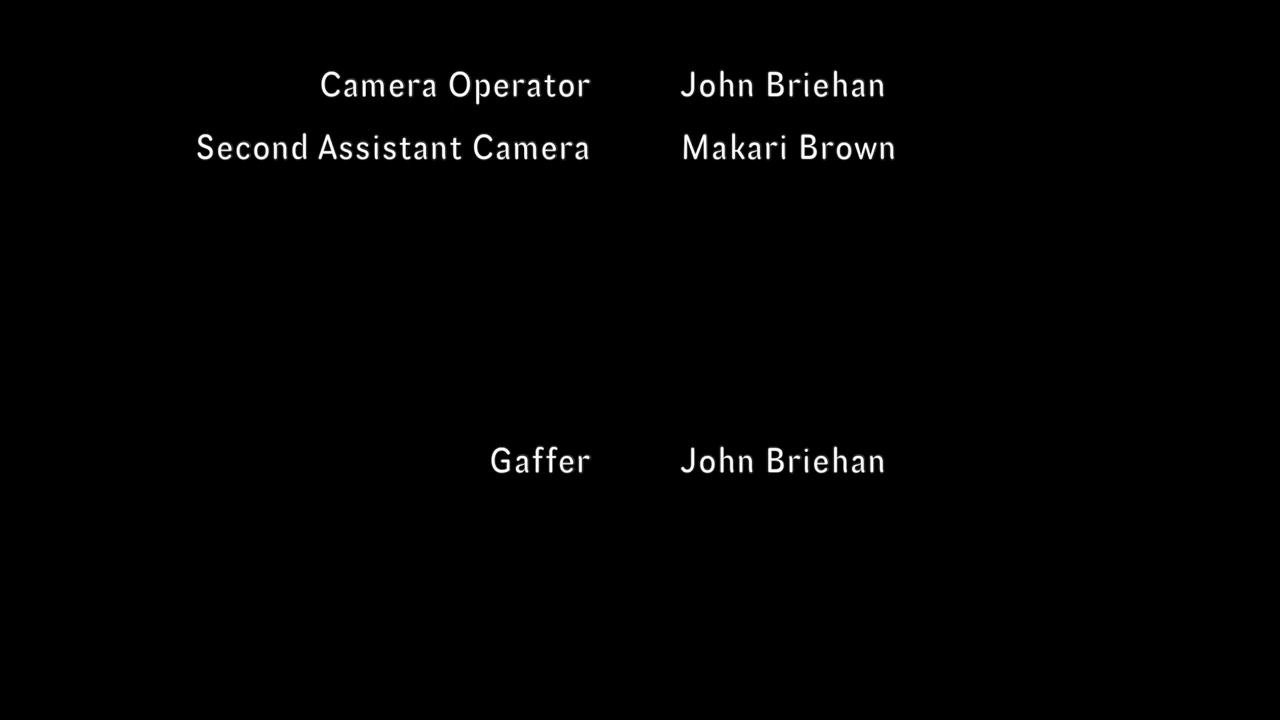 Camera Operator John Briehan
Second Assistant Camera Makari Brown
Gaffer John Briehan